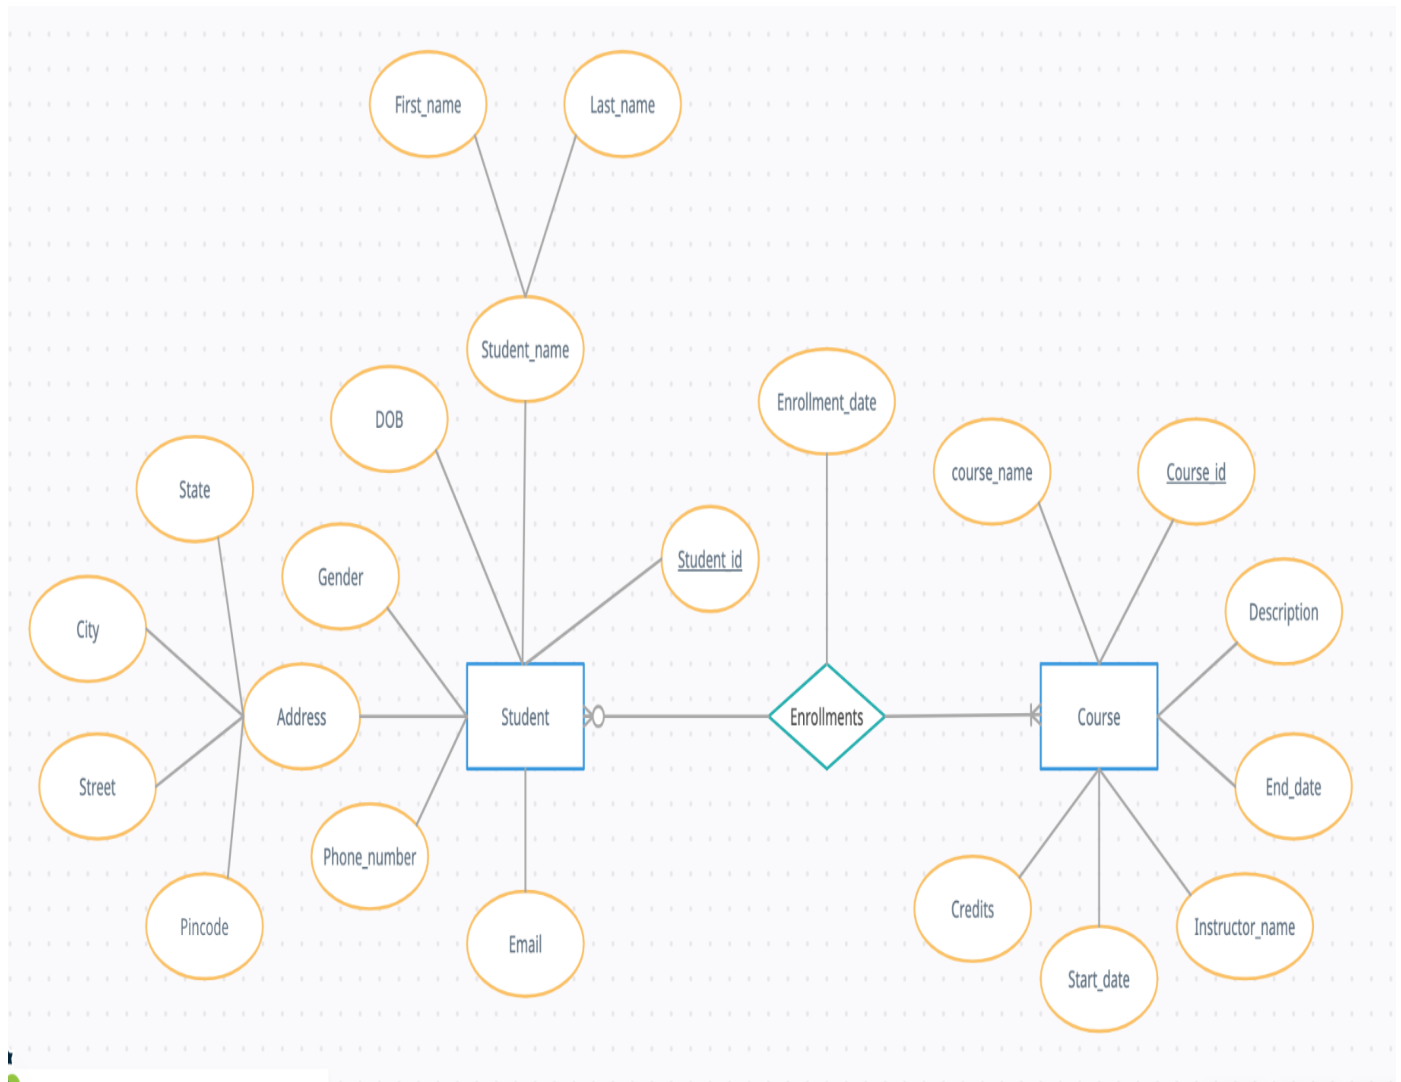 First_name
Last_name
Student_name
Enrollment_date
DOB
course_name
Course_id
State
Student_id
Gender
Description
City
Address
Student
Enrollments
Course
Street
End_date
Phone_number
Credits
Pincode
Instructor_name
Email
Start_date